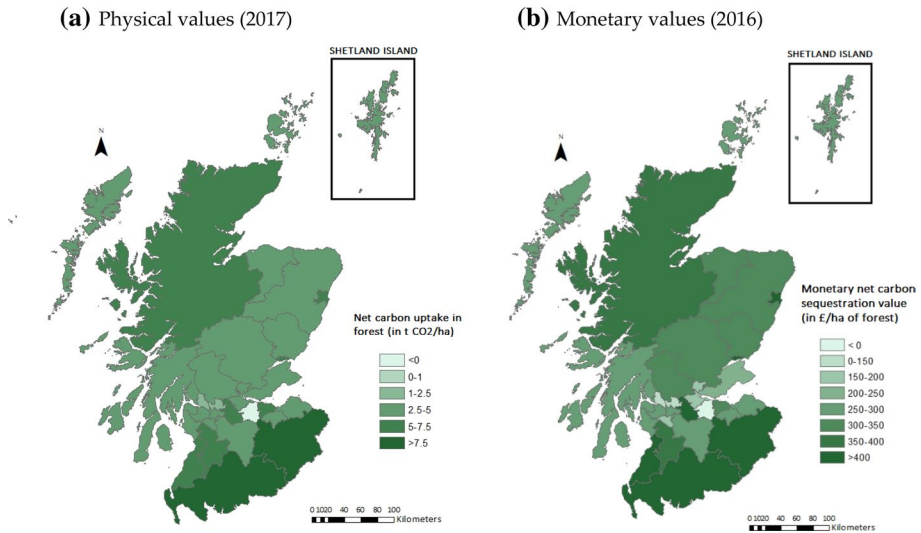 (a) Physical values (2017)
SHETLAND ISLAND
N
Net carbon uptake in
forest (in t CO2/ha)
<0
0-1
1-2.5
2.5-5
5-7.5
>7.5
0 10 20 40 60 80 100
Kilometers
(b) Monetary values (2016)
SHETLAND ISLAND
N
Monetary net carbon
sequestration value
(in £/ha of forest)
< 0
0-150
150-200
200-250
250-300
300-350
350-400
>400
0 10 20 40 60 80 100
Kilometers